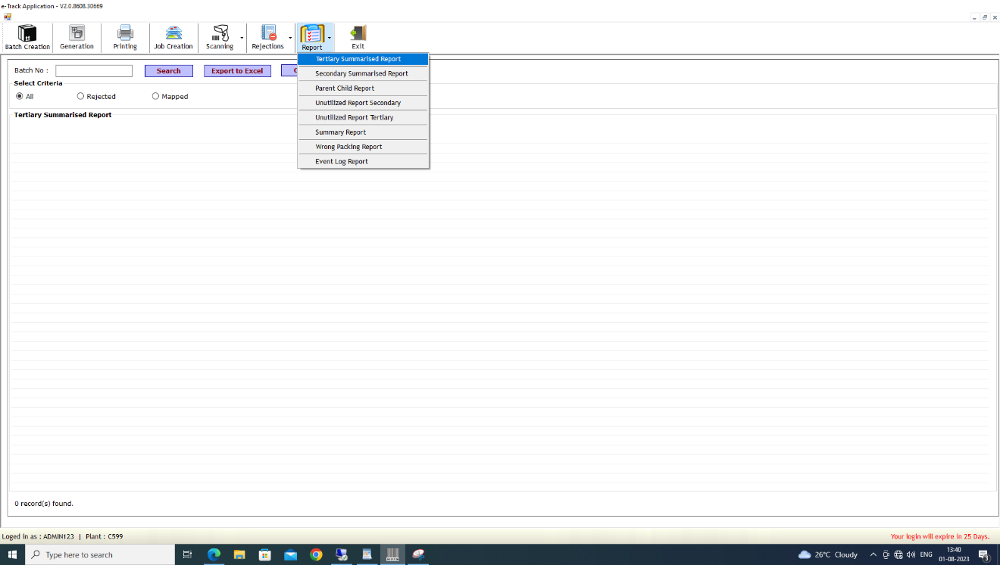 e-Track Application - V2.0.8608.30669
Batch Creation Generation Printing Job Creation Scanning Rejections Report Exit
Tertiary Summarised Report
Secondary Summarised Report
Parent Child Report
Unutilized Report Secondary
Unutilized Report Tertiary
Summary Report
Wrong Packing Report
Event Log Report
Batch No : Search Export to Excel
Select Criteria
All Rejected Mapped
Tertiary Summarised Report
0 record(s) found.
Loged in as : ADMIN123 | Plant : C599 Your login will expire in 25 Days.
Type here to search 26°C Cloudy ENG 13:40
01-08-2023 3